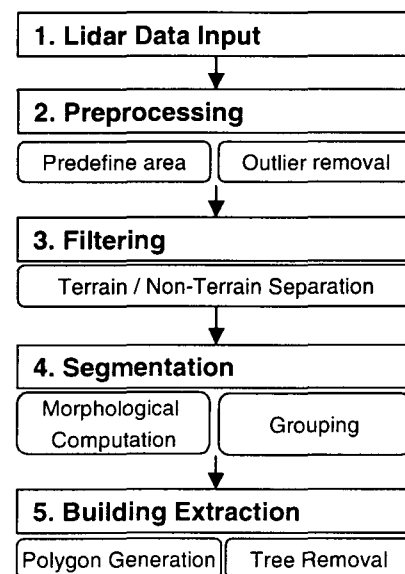 1. Lidar Data Input
2. Preprocessing
Predefine area
Outlier removal
3. Filtering
Terrain / Non-Terrain Separation
4. Segmentation
Morphological
Computation
Grouping
5. Building Extraction
Polygon Generation
Tree Removal